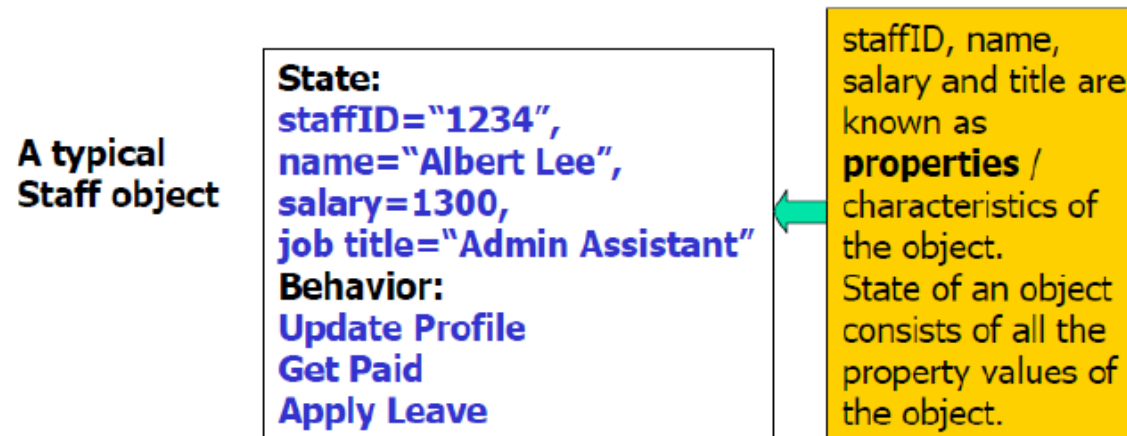 A typical
Staff object
State:
staffID=“1234”,
name=“Albert Lee”,
salary=1300,
job title=“Admin Assistant”
Behavior:
Update Profile
Get Paid
Apply Leave
staffID, name,
salary and title are
known as
properties /
characteristics of
the object.
State of an object
consists of all the
property values of
the object.